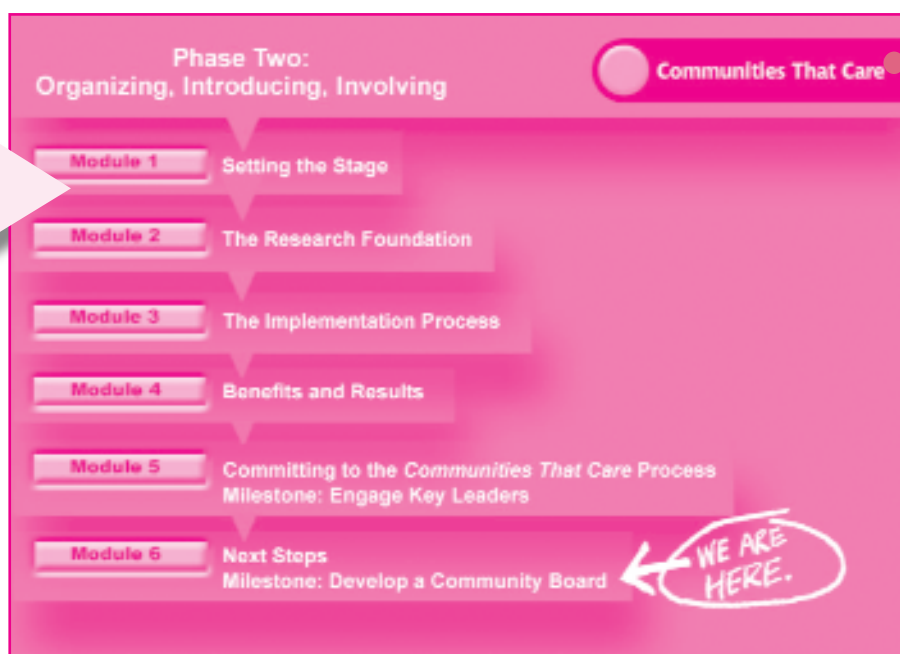 Phase Two:
Organizing, Introducing, Involving
Communities That Care
Module 1
Setting the Stage
Module 2
The Research Foundation
Module 3
The Implementation Process
Module 4
Benefits and Results
Module 5
Committing to the Communities That Care Process
Milestone: Engage Key Leaders
Module 6
Next Steps
Milestone: Develop a Community Board
WE ARE
HERE.